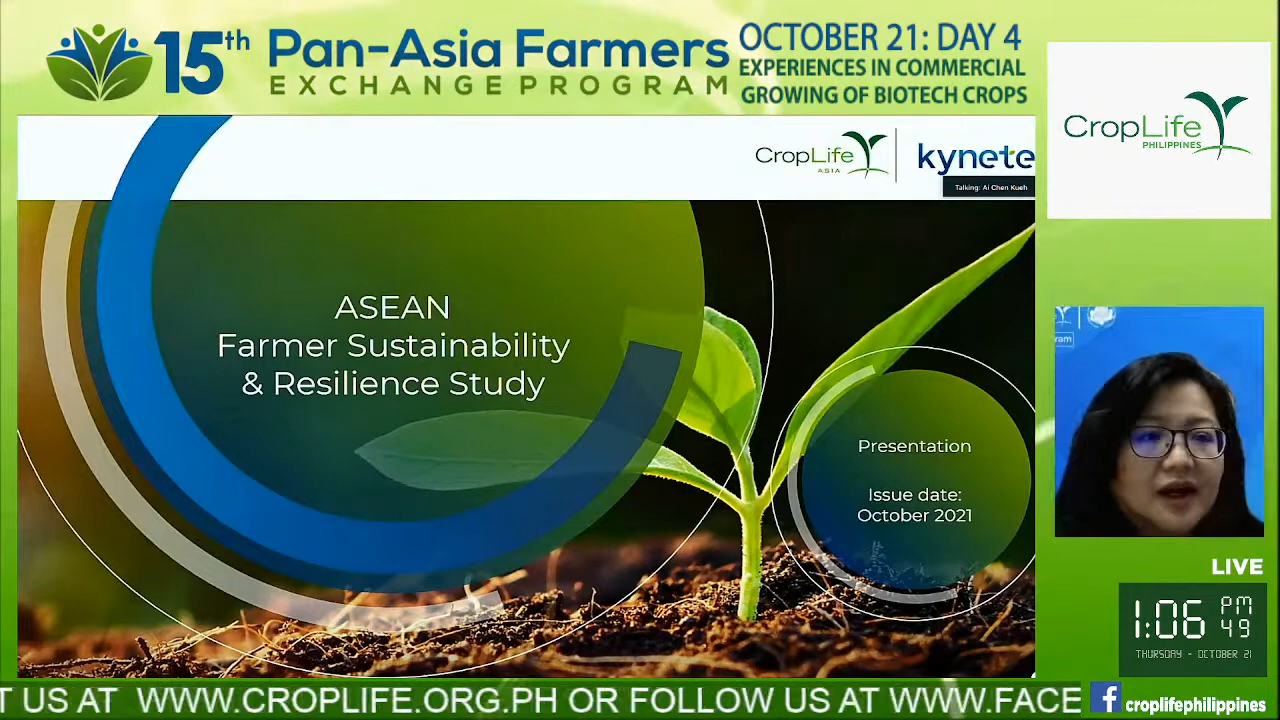 15th Pan-Asia Farmers
EXCHANGE PROGRAM
OCTOBER 21: DAY 4
EXPERIENCES IN COMMERCIAL
GROWING OF BIOTECH CROPS
CropLife
PHILIPPINES
CropLife
ASIA
kynete
Talking: Ai Chen Kueh
ASEAN
Farmer Sustainability
& Resilience Study
Presentation
Issue date:
October 2021
ram
LIVE
1:06 PM
49
THURSDAY - OCTOBER 21
T US AT WWW.CROPLIFE.ORG.PH OR FOLLOW US AT WWW.FACE
f croplifephilippines